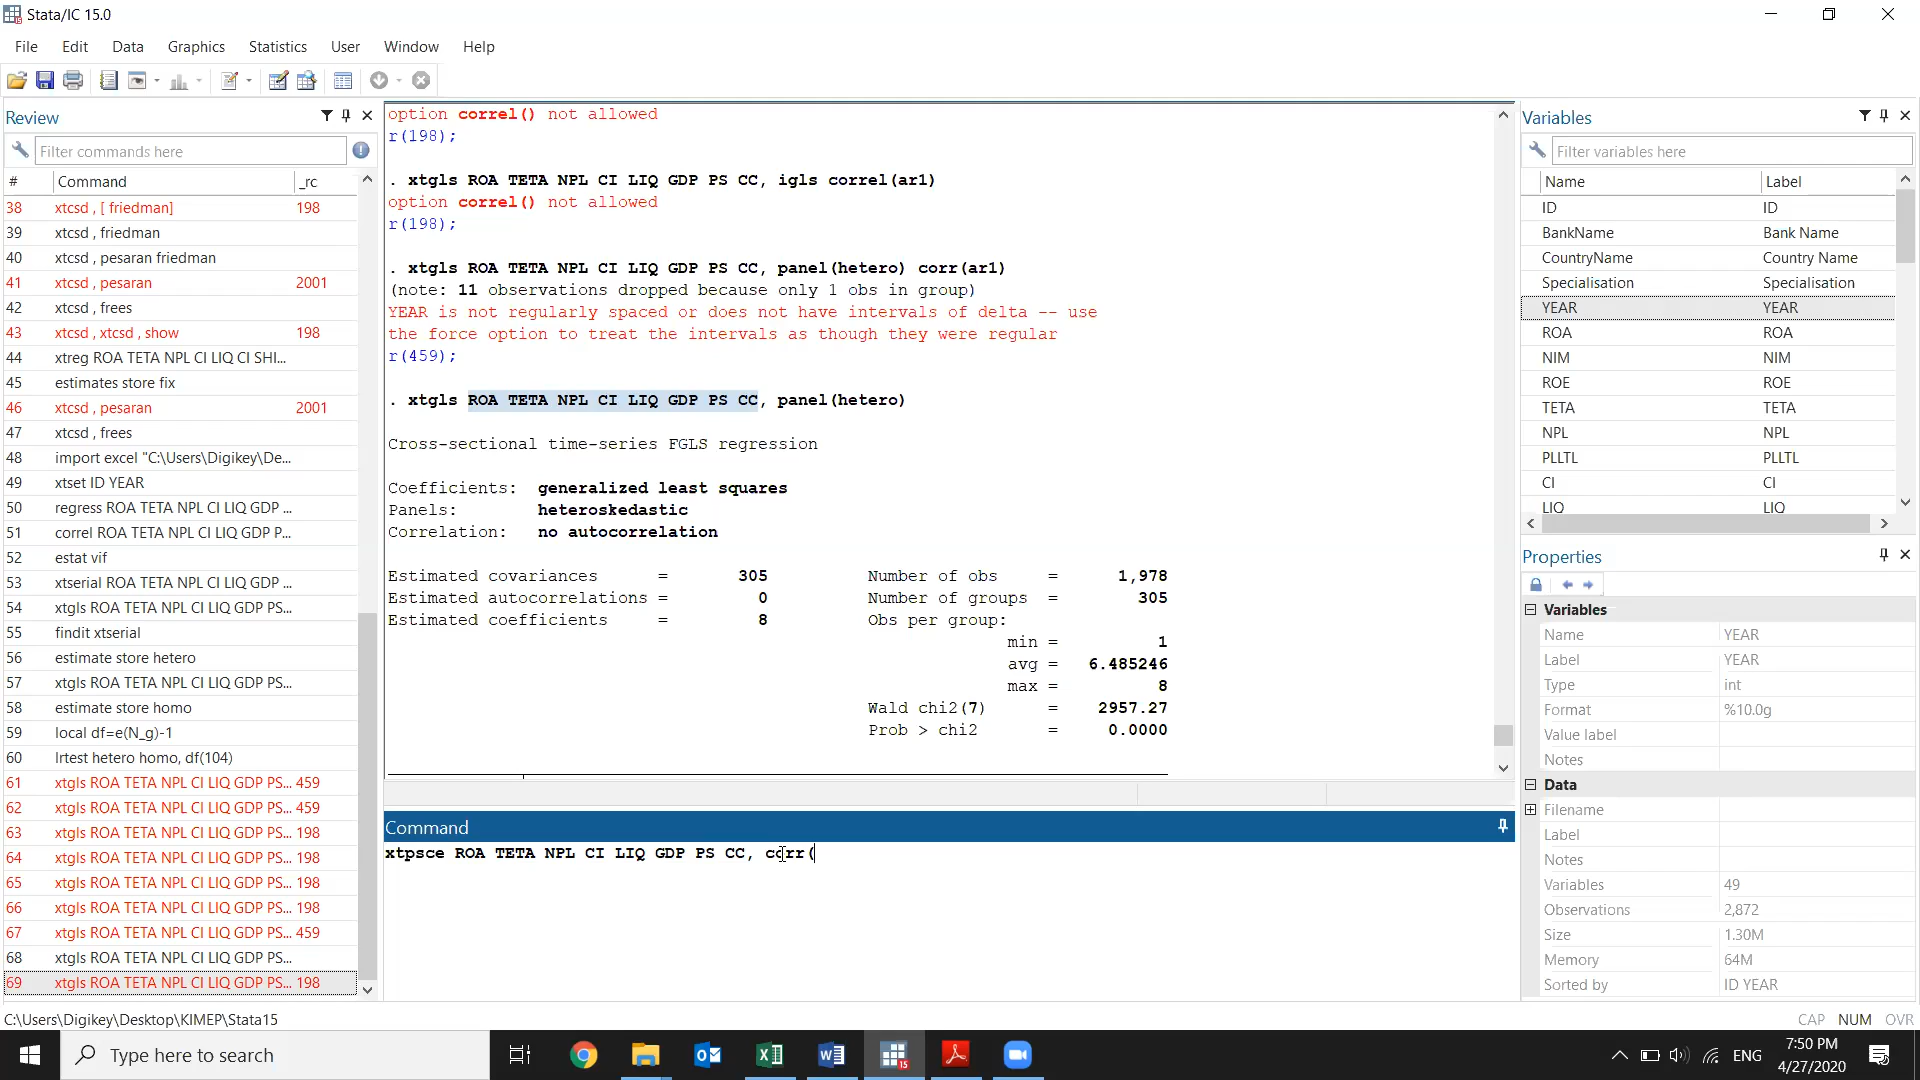 Stata/IC 15.0
File Edit Data Graphics Statistics User Window Help
Review
Filter commands here
# Command _rc
38 xtcsd , [ friedman] 198
39 xtcsd , friedman
40 xtcsd , pesaran friedman
41 xtcsd , pesaran 2001
42 xtcsd , frees
43 xtcsd , xtcsd , show 198
44 xtreg ROA TETA NPL CI LIQ CI SHI...
45 estimates store fix
46 xtcsd , pesaran 2001
47 xtcsd , frees
48 import excel "C:\Users\Digikey\De...
49 xtset ID YEAR
50 regress ROA TETA NPL CI LIQ GDP ...
51 correl ROA TETA NPL CI LIQ GDP P...
52 estat vif
53 xtserial ROA TETA NPL CI LIQ GDP ...
54 xtgls ROA TETA NPL CI LIQ GDP PS...
55 findit xtserial
56 estimate store hetero
57 xtgls ROA TETA NPL CI LIQ GDP PS...
58 estimate store homo
59 local df=e(N_g)-1
60 lrtest hetero homo, df(104)
61 xtgls ROA TETA NPL CI LIQ GDP PS... 459
62 xtgls ROA TETA NPL CI LIQ GDP PS... 459
63 xtgls ROA TETA NPL CI LIQ GDP PS... 198
64 xtgls ROA TETA NPL CI LIQ GDP PS... 198
65 xtgls ROA TETA NPL CI LIQ GDP PS... 198
66 xtgls ROA TETA NPL CI LIQ GDP PS... 198
67 xtgls ROA TETA NPL CI LIQ GDP PS... 459
68 xtgls ROA TETA NPL CI LIQ GDP PS...
69 xtgls ROA TETA NPL CI LIQ GDP PS... 198
option correl() not allowed
r(198);
. xtgls ROA TETA NPL CI LIQ GDP PS CC, igls correl(ar1)
option correl() not allowed
r(198);
. xtgls ROA TETA NPL CI LIQ GDP PS CC, panel(hetero) corr(ar1)
(note: 11 observations dropped because only 1 obs in group)
YEAR is not regularly spaced or does not have intervals of delta -- use
the force option to treat the intervals as though they were regular
r(459);
. xtgls ROA TETA NPL CI LIQ GDP PS CC, panel(hetero)
Cross-sectional time-series FGLS regression
Coefficients: generalized least squares
Panels: heteroskedastic
Correlation: no autocorrelation
Estimated covariances = 305 Number of obs = 1,978
Estimated autocorrelations = 0 Number of groups = 305
Estimated coefficients = 8 Obs per group:
min = 1
avg = 6.485246
max = 8
Wald chi2(7) = 2957.27
Prob > chi2 = 0.0000
Command
xtpsce ROA TETA NPL CI LIQ GDP PS CC, corr(
Variables
Filter variables here
Name Label
ID ID
BankName Bank Name
CountryName Country Name
Specialisation Specialisation
YEAR YEAR
ROA ROA
NIM NIM
ROE ROE
TETA TETA
NPL NPL
PLLTL PLLTL
CI CI
LIQ LIQ
Properties
Variables
Name YEAR
Label YEAR
Type int
Format %10.0g
Value label
Notes
Data
Filename
Label
Notes
Variables 49
Observations 2,872
Size 1.30M
Memory 64M
Sorted by ID YEAR
C:\Users\Digikey\Desktop\KIMEP\Stata15
CAP NUM OVR
Type here to search
15
ENG
7:50 PM
4/27/2020